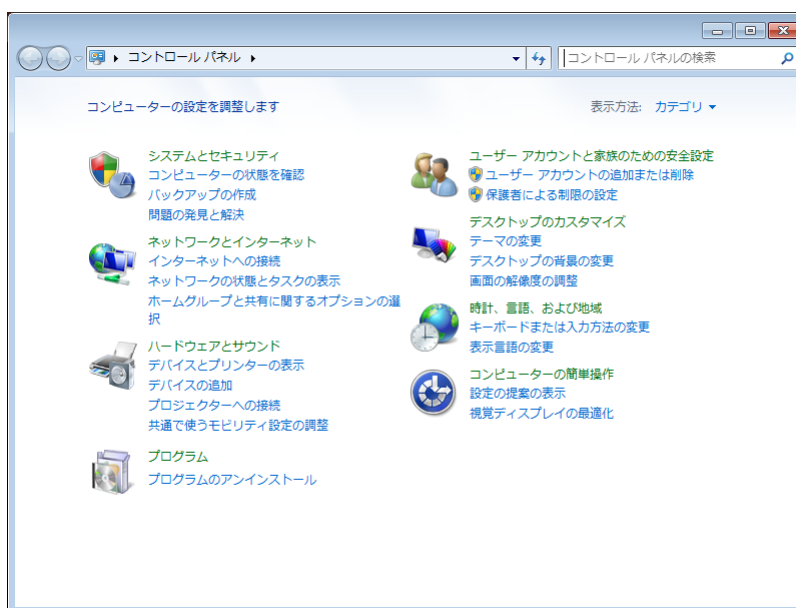 コントロール パネル
コントロール パネルの検索
コンピューターの設定を調整します
表示方法: カテゴリ
システムとセキュリティ
コンピューターの状態を確認
バックアップの作成
問題の発見と解決
ネットワークとインターネット
インターネットへの接続
ネットワークの状態とタスクの表示
ホームグループと共有に関するオプションの選
択
ハードウェアとサウンド
デバイスとプリンターの表示
デバイスの追加
プロジェクターへの接続
共通で使うモビリティ設定の調整
プログラム
プログラムのアンインストール
ユーザー アカウントと家族のための安全設定
ユーザー アカウントの追加または削除
保護者による制限の設定
デスクトップのカスタマイズ
テーマの変更
デスクトップの背景の変更
画面の解像度の調整
時計、言語、および地域
キーボードまたは入力方法の変更
表示言語の変更
コンピューターの簡単操作
設定の提案の表示
視覚ディスプレイの最適化